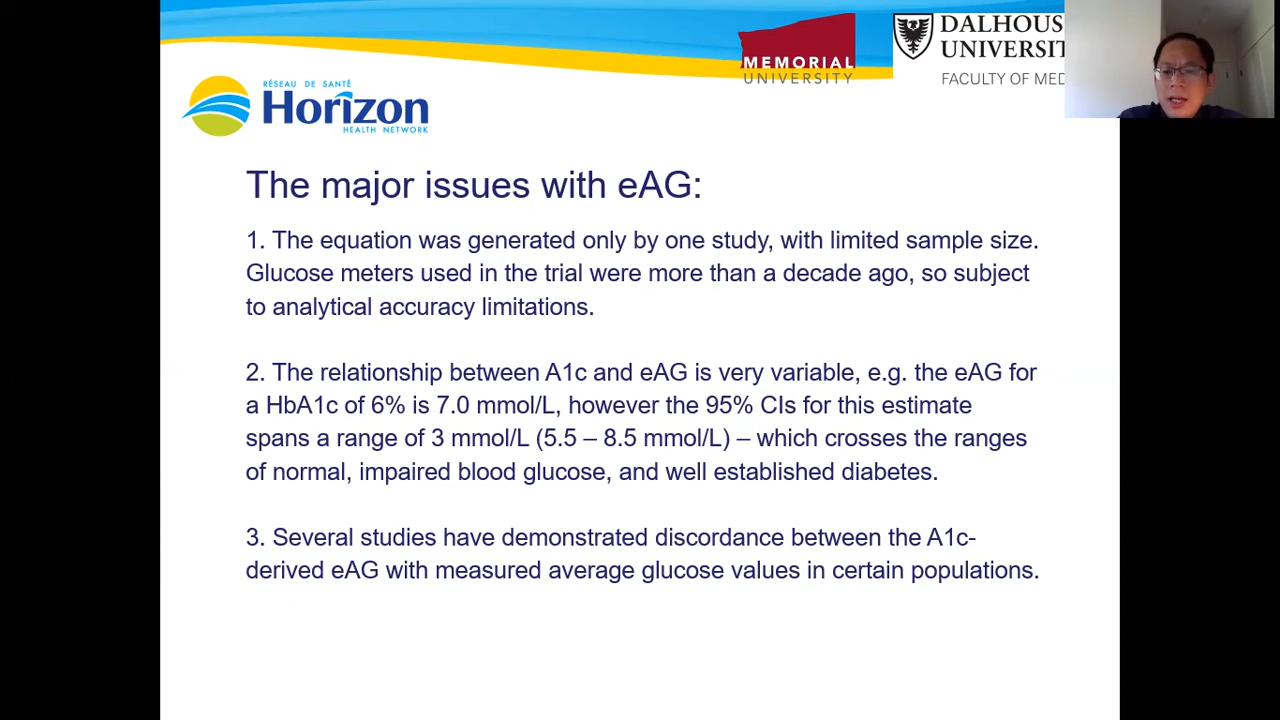 MEMORIAL
UNIVERSITY
DALHOUS
UNIVERSIT
FACULTY OF MED
RÉSEAU DE SANTÉ
Horizon
HEALTH NETWORK
The major issues with eAG:
1. The equation was generated only by one study, with limited sample size.
Glucose meters used in the trial were more than a decade ago, so subject
to analytical accuracy limitations.
2. The relationship between A1c and eAG is very variable, e.g. the eAG for
a HbA1c of 6% is 7.0 mmol/L, however the 95% CIs for this estimate
spans a range of 3 mmol/L (5.5 – 8.5 mmol/L) – which crosses the ranges
of normal, impaired blood glucose, and well established diabetes.
3. Several studies have demonstrated discordance between the A1c-
derived eAG with measured average glucose values in certain populations.